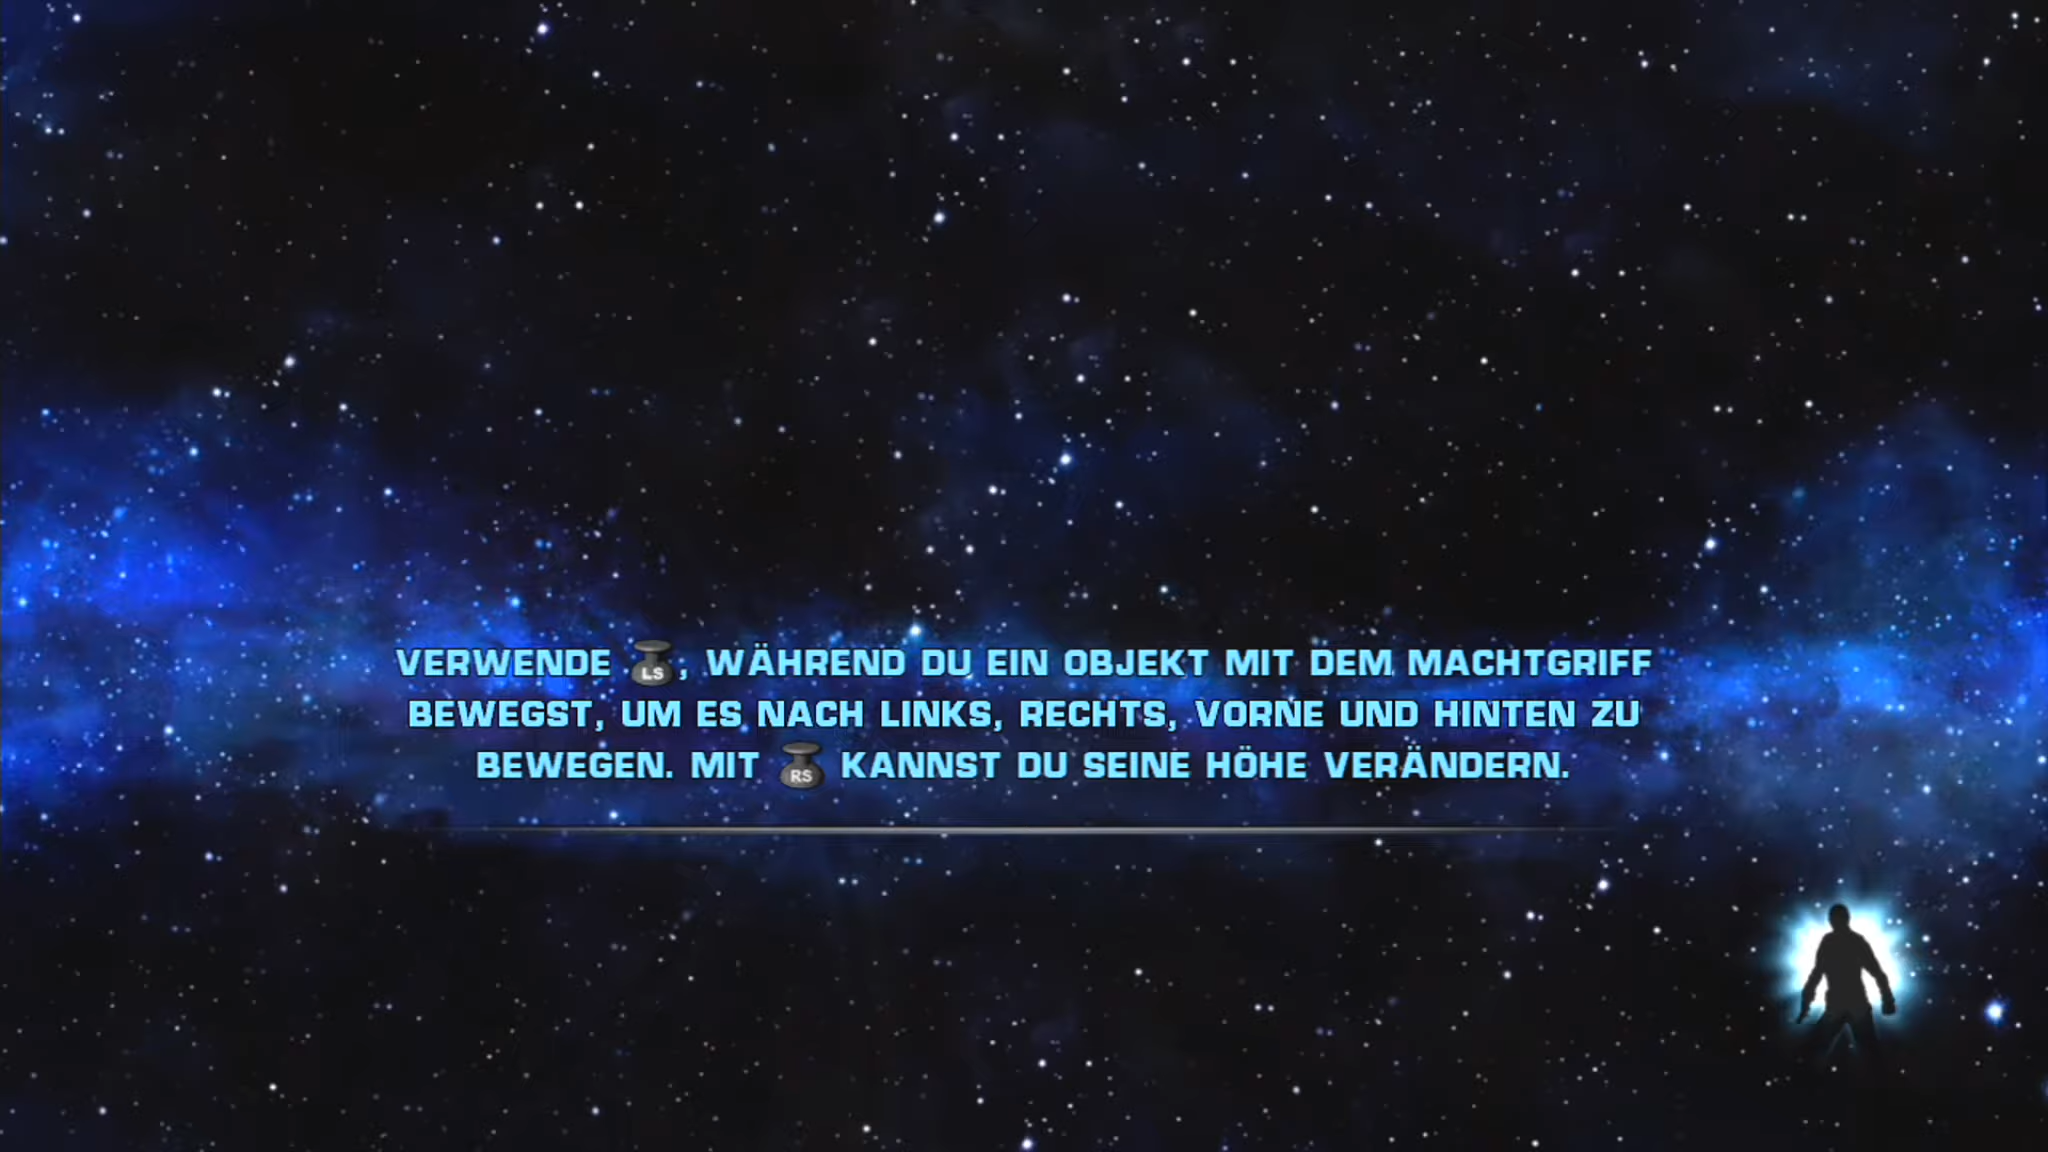 VERWENDE LS, WÄHREND DU EIN OBJEKT MIT DEM MACHTGRIFF
BEWEGST, UM ES NACH LINKS, RECHTS, VORNE UND HINTEN ZU
BEWEGEN. MIT RS KANNST DU SEINE HÖHE VERÄNDERN.